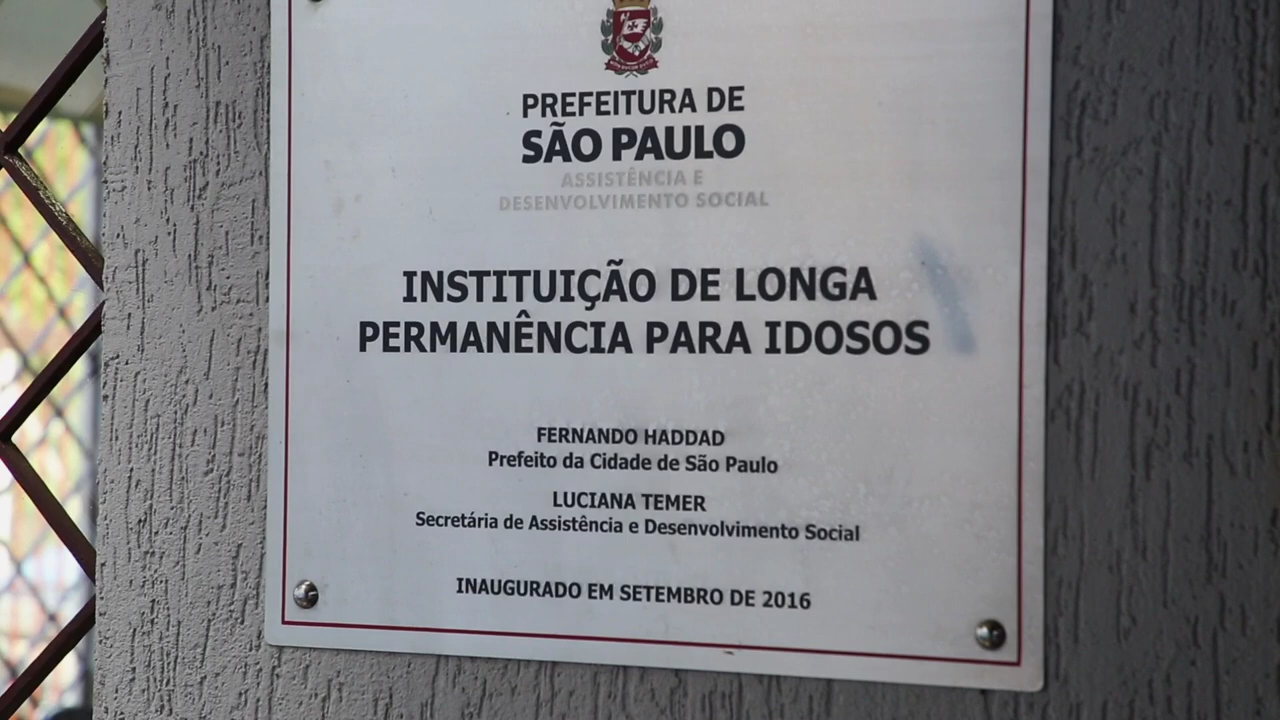 PREFEITURA DE
SÃO PAULO
ASSISTÊNCIA E
DESENVOLVIMENTO SOCIAL
INSTITUIÇÃO DE LONGA
PERMANÊNCIA PARA IDOSOS
FERNANDO HADDAD
Prefeito da Cidade de São Paulo
LUCIANA TEMER
Secretária de Assistência e Desenvolvimento Social
INAUGURADO EM SETEMBRO DE 2016